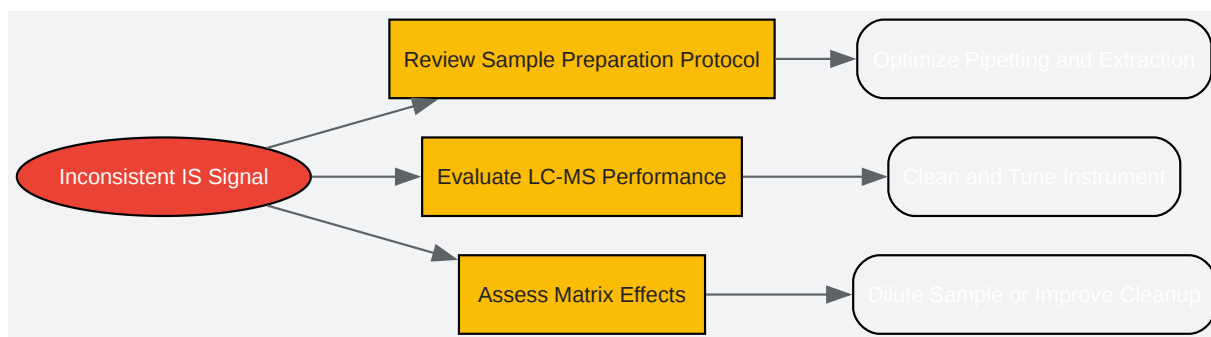 Review Sample Preparation Protocol
Optimize Pipetting and Extraction
Inconsistent IS Signal
Evaluate LC-MS Performance
Clean and Tune Instrument
Assess Matrix Effects
Dilute Sample or Improve Cleanup